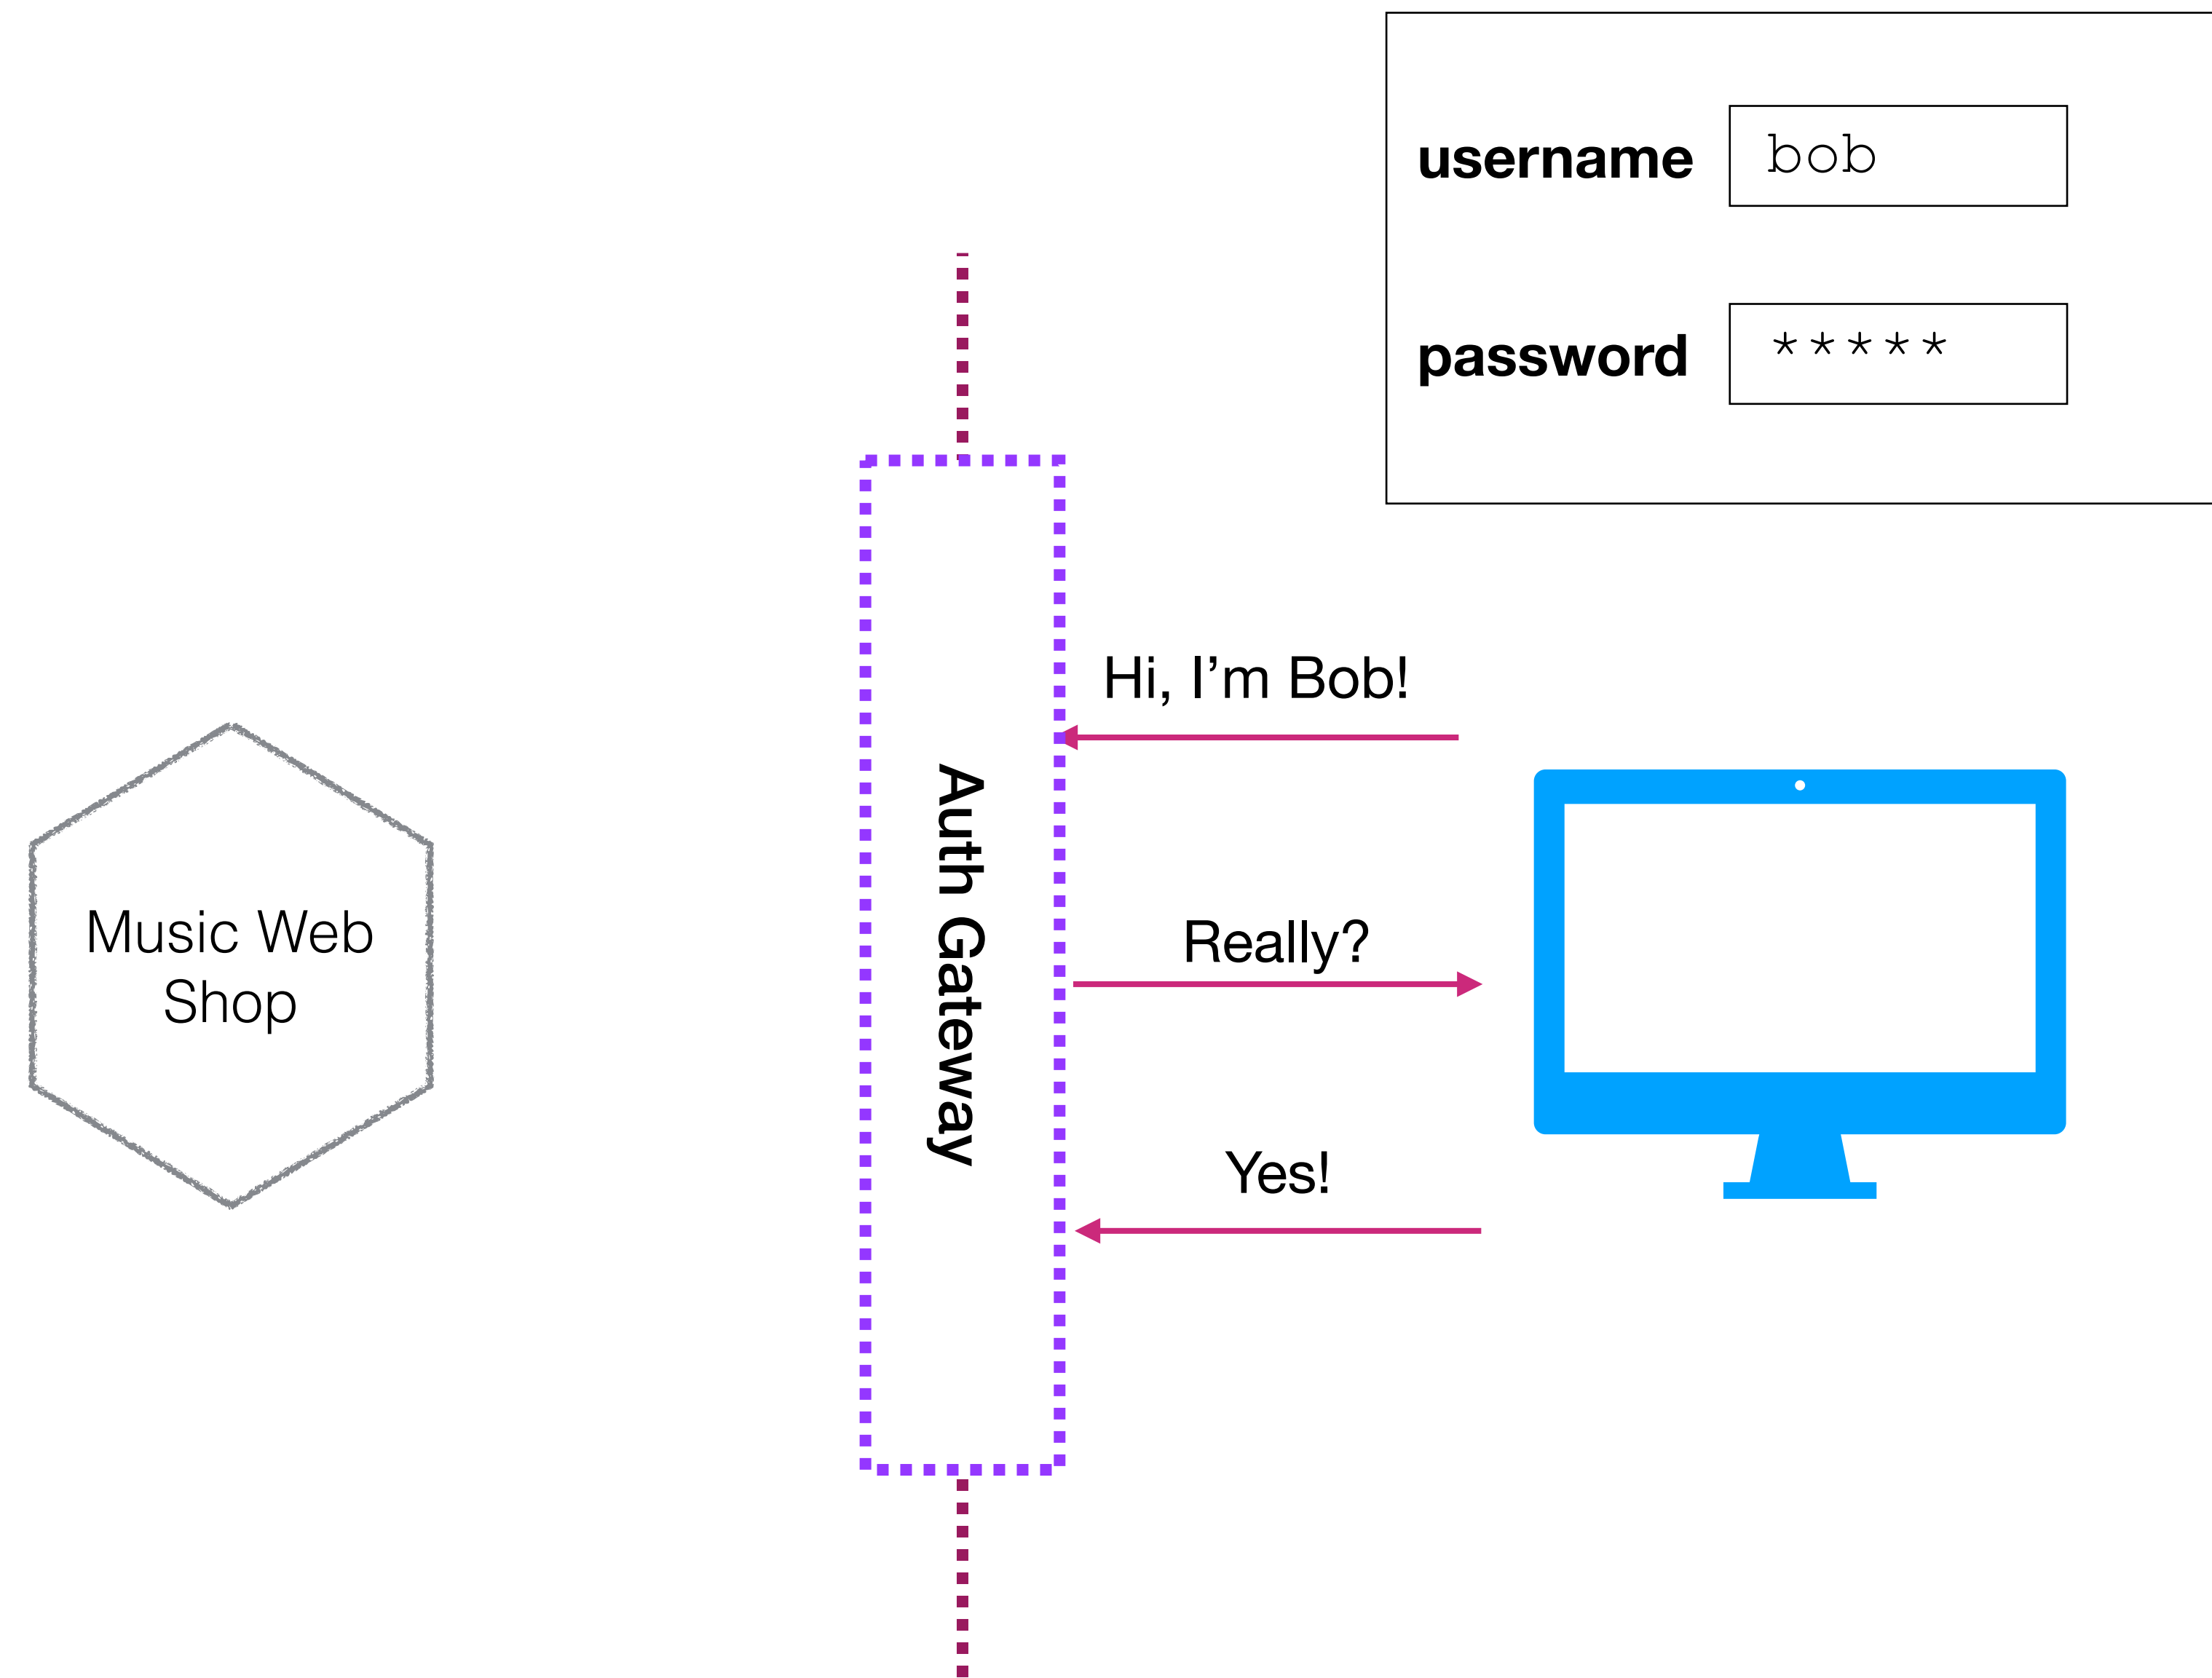 username bob
password *****
Hi, I’m Bob!
Auth Gateway
Music Web
Shop
Really?
Yes!